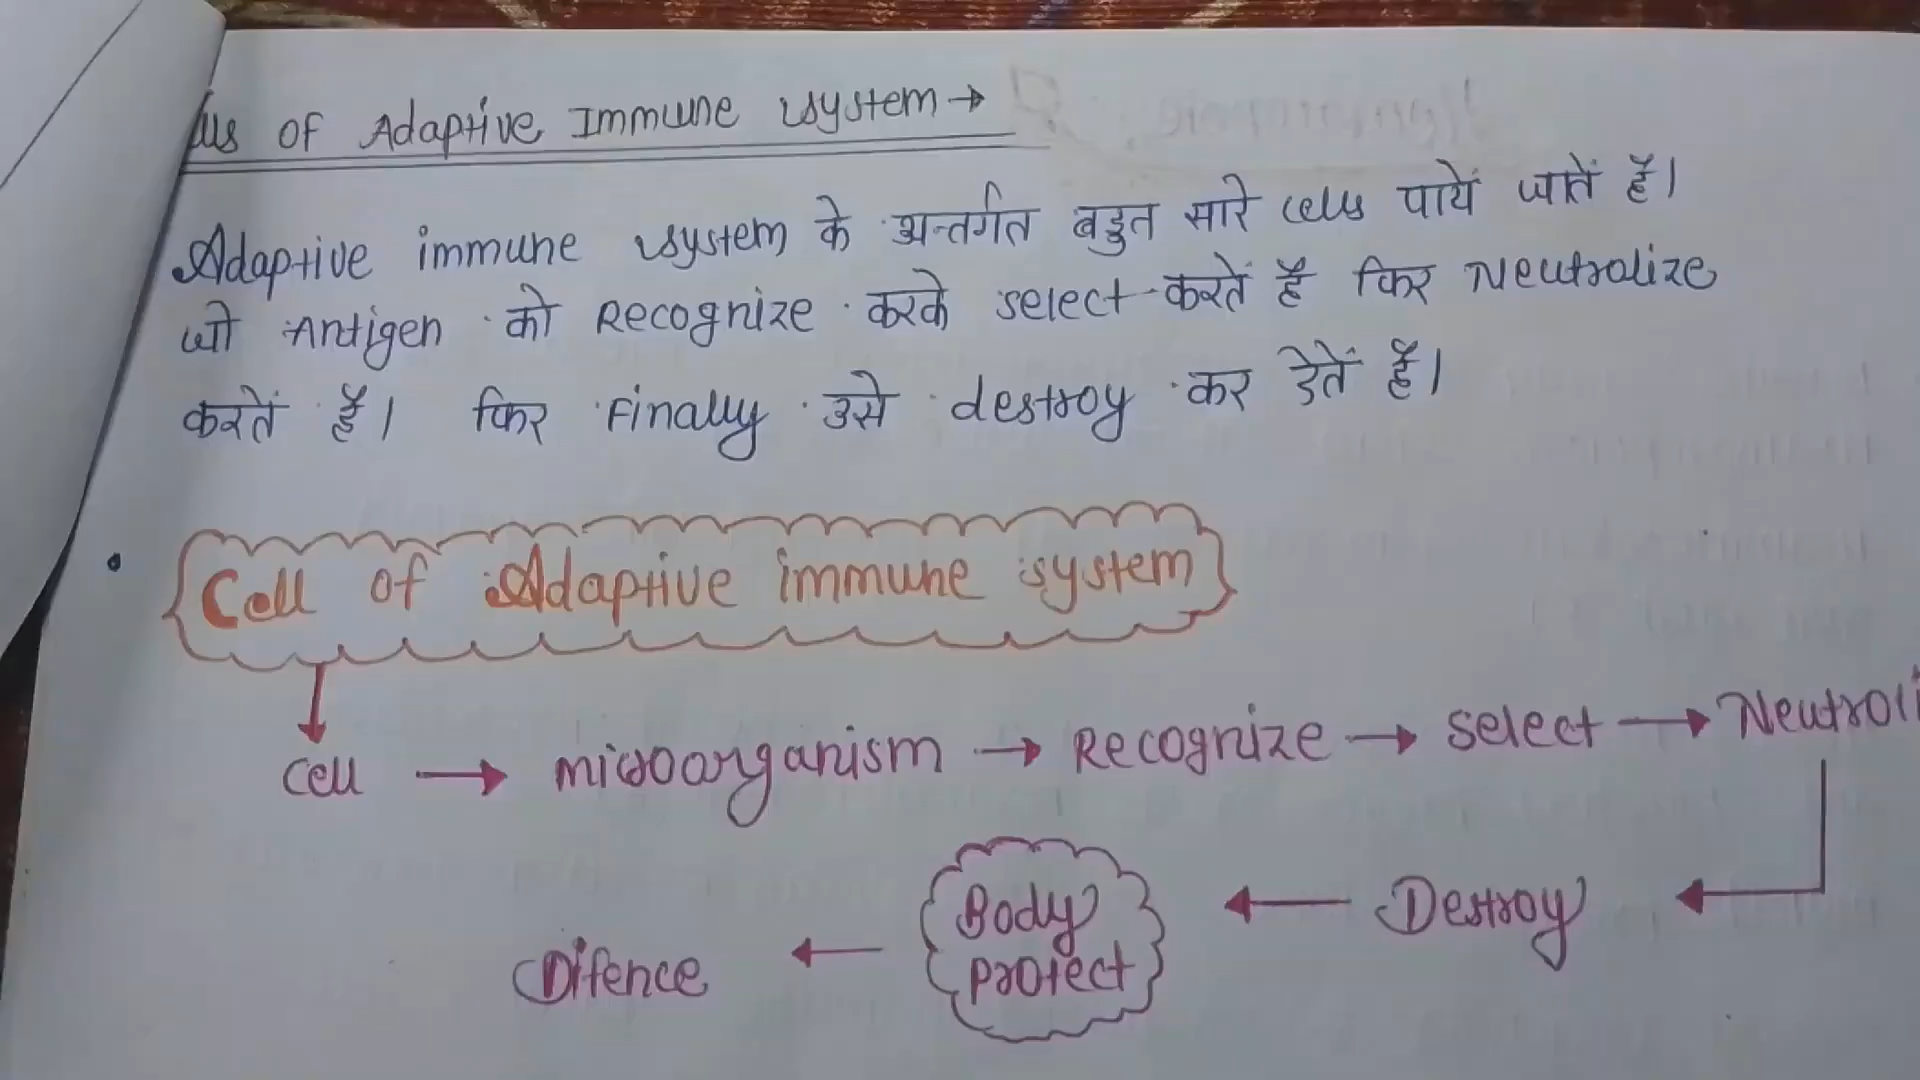 of Adaptive Immune system →
Adaptive immune system के अन्तर्गत बहुत सारे cells पायें जातें हैं।
जो Antigen को Recognize करके select करतें हैं फिर Neutralize
करतें हैं। फिर Finally उसे destroy कर देतें हैं।
Cell of Adaptive immune system
Cell → microorganism → Recognize → select → Neutroli
Difence ← Body ← Destroy ←
protect